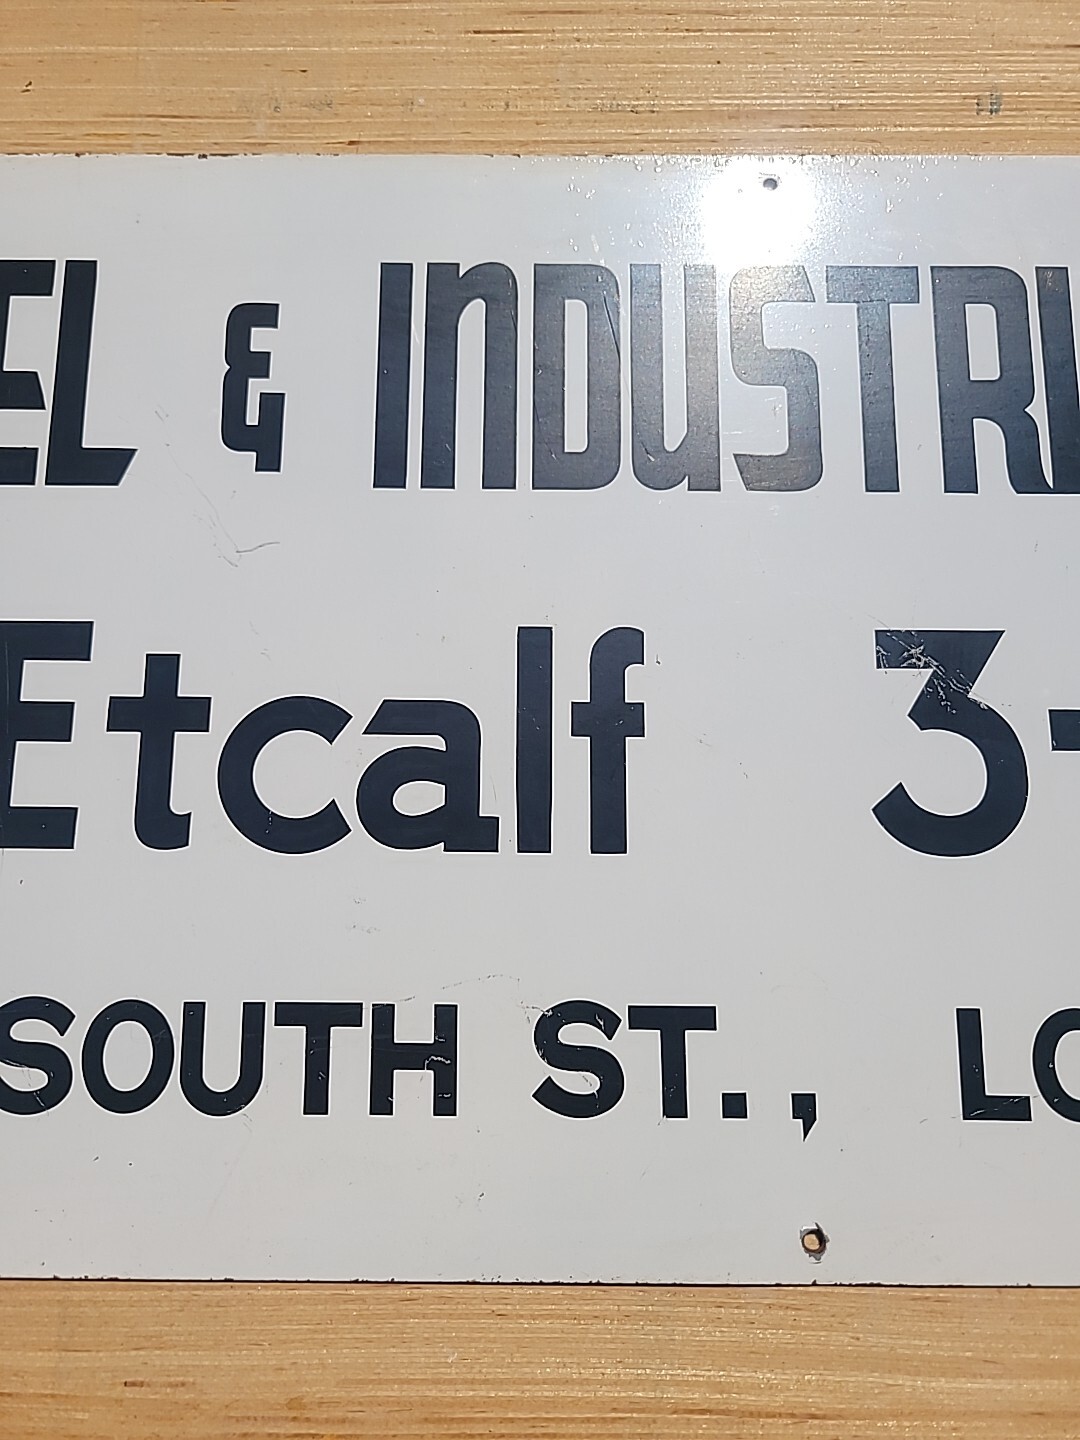 EL & INDUSTRI
Etcalf 3-
SOUTH ST., LO